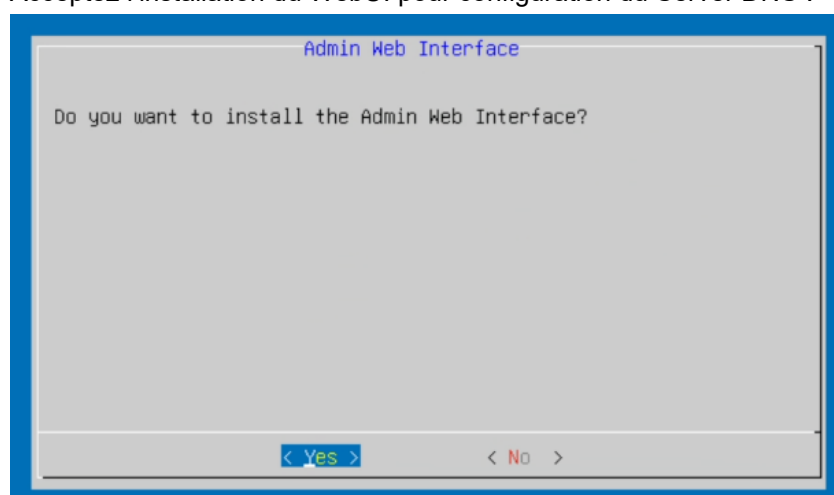 Admin Web Interface
Do you want to install the Admin Web Interface?
< Yes > < No >